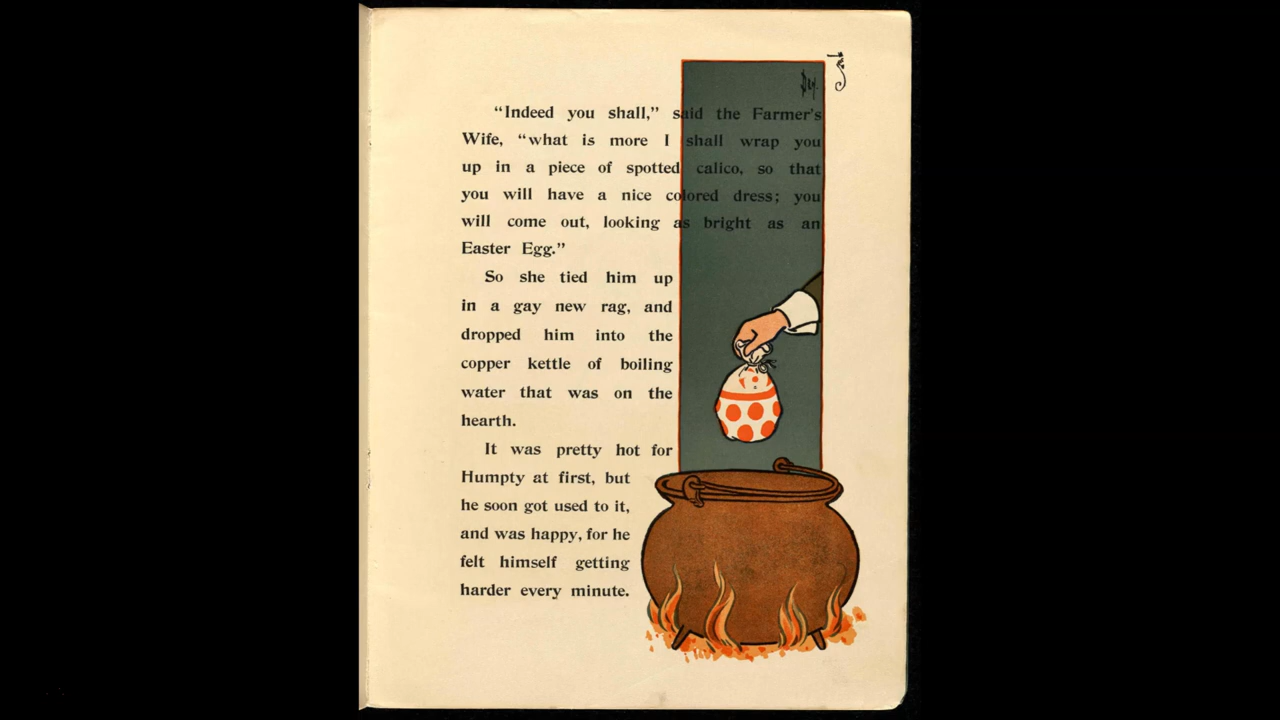 “Indeed you shall,” said the Farmer's
Wife, “what is more I shall wrap you
up in a piece of spotted calico, so that
you will have a nice colored dress; you
will come out, looking as bright as an
Easter Egg.”
So she tied him up
in a gay new rag, and
dropped him into the
copper kettle of boiling
water that was on the
hearth.
It was pretty hot for
Humpty at first, but
he soon got used to it,
and was happy, for he
felt himself getting
harder every minute.